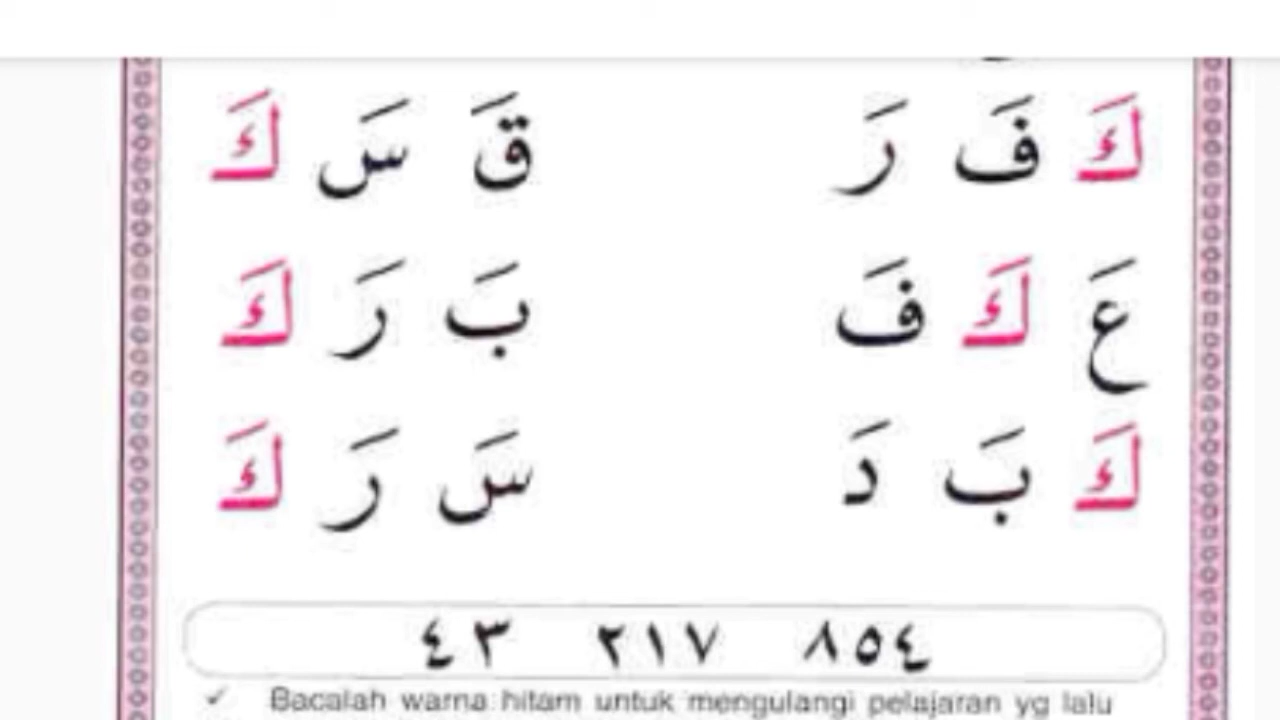 كَ فَ رَ قَ سَ كَ
عَ كَ فَ بَ رَ كَ
كَ بَ دَ سَ رَ كَ
٤٣ ٢١٧ ٨٥٤
✓ Bacalah warna hitam untuk mengulangi pelajaran yg lalu